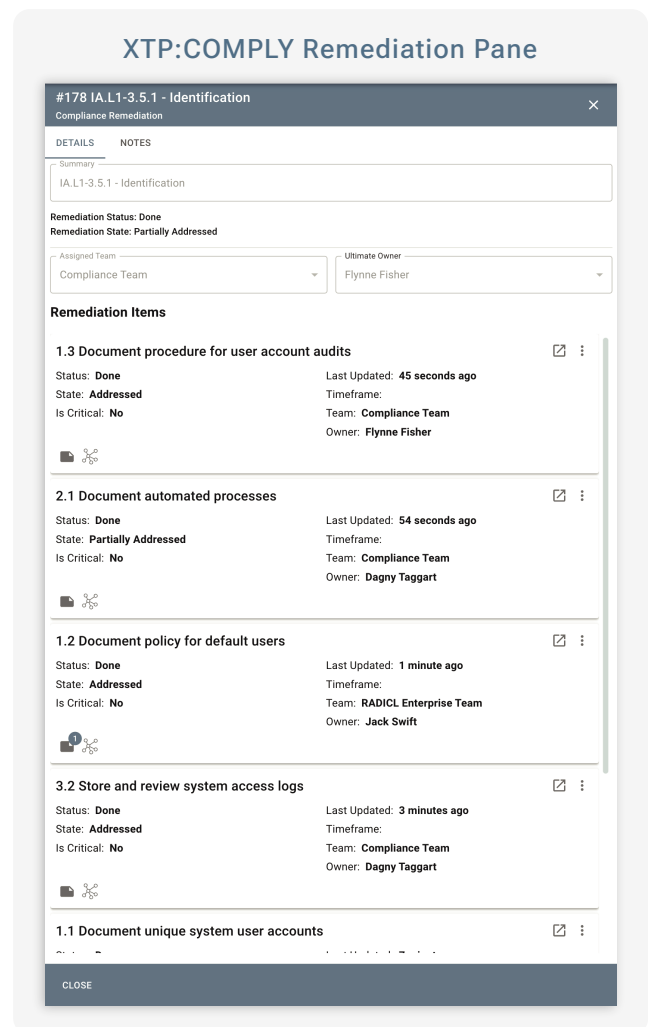 XTP:COMPLY Remediation Pane
#178 IA.L1-3.5.1 - Identification
Compliance Remediation
DETAILS NOTES
Summary
IA.L1-3.5.1 - Identification
Remediation Status: Done
Remediation State: Partially Addressed
Assigned Team Ultimate Owner
Compliance Team Flynne Fisher
Remediation Items
1.3 Document procedure for user account audits
Status: Done Last Updated: 45 seconds ago
State: Addressed Timeframe:
Is Critical: No Team: Compliance Team
Owner: Flynne Fisher
2.1 Document automated processes
Status: Done Last Updated: 54 seconds ago
State: Partially Addressed Timeframe:
Is Critical: No Team: Compliance Team
Owner: Dagny Taggart
1.2 Document policy for default users
Status: Done Last Updated: 1 minute ago
State: Addressed Timeframe:
Is Critical: No Team: RADICL Enterprise Team
Owner: Jack Swift
1
3.2 Store and review system access logs
Status: Done Last Updated: 3 minutes ago
State: Addressed Timeframe:
Is Critical: No Team: Compliance Team
Owner: Dagny Taggart
1.1 Document unique system user accounts
CLOSE